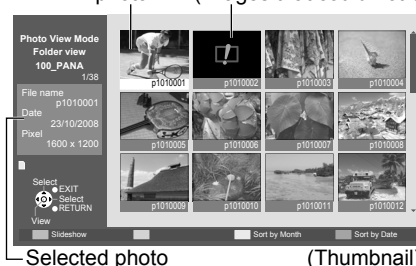 Photo View Mode
Folder view
100_PANA
1/38
File name
p1010001
Date
23/10/2008
Pixel
1600 x 1200
Select
EXIT
Select
RETURN
View
p1010001
p1010002
p1010003
p1010004
p1010005
p1010006
p1010007
p1010008
p1010009
p1010010
p1010011
p1010012
Slideshow
Sort by Month
Sort by Date
Selected photo
(Thumbnail